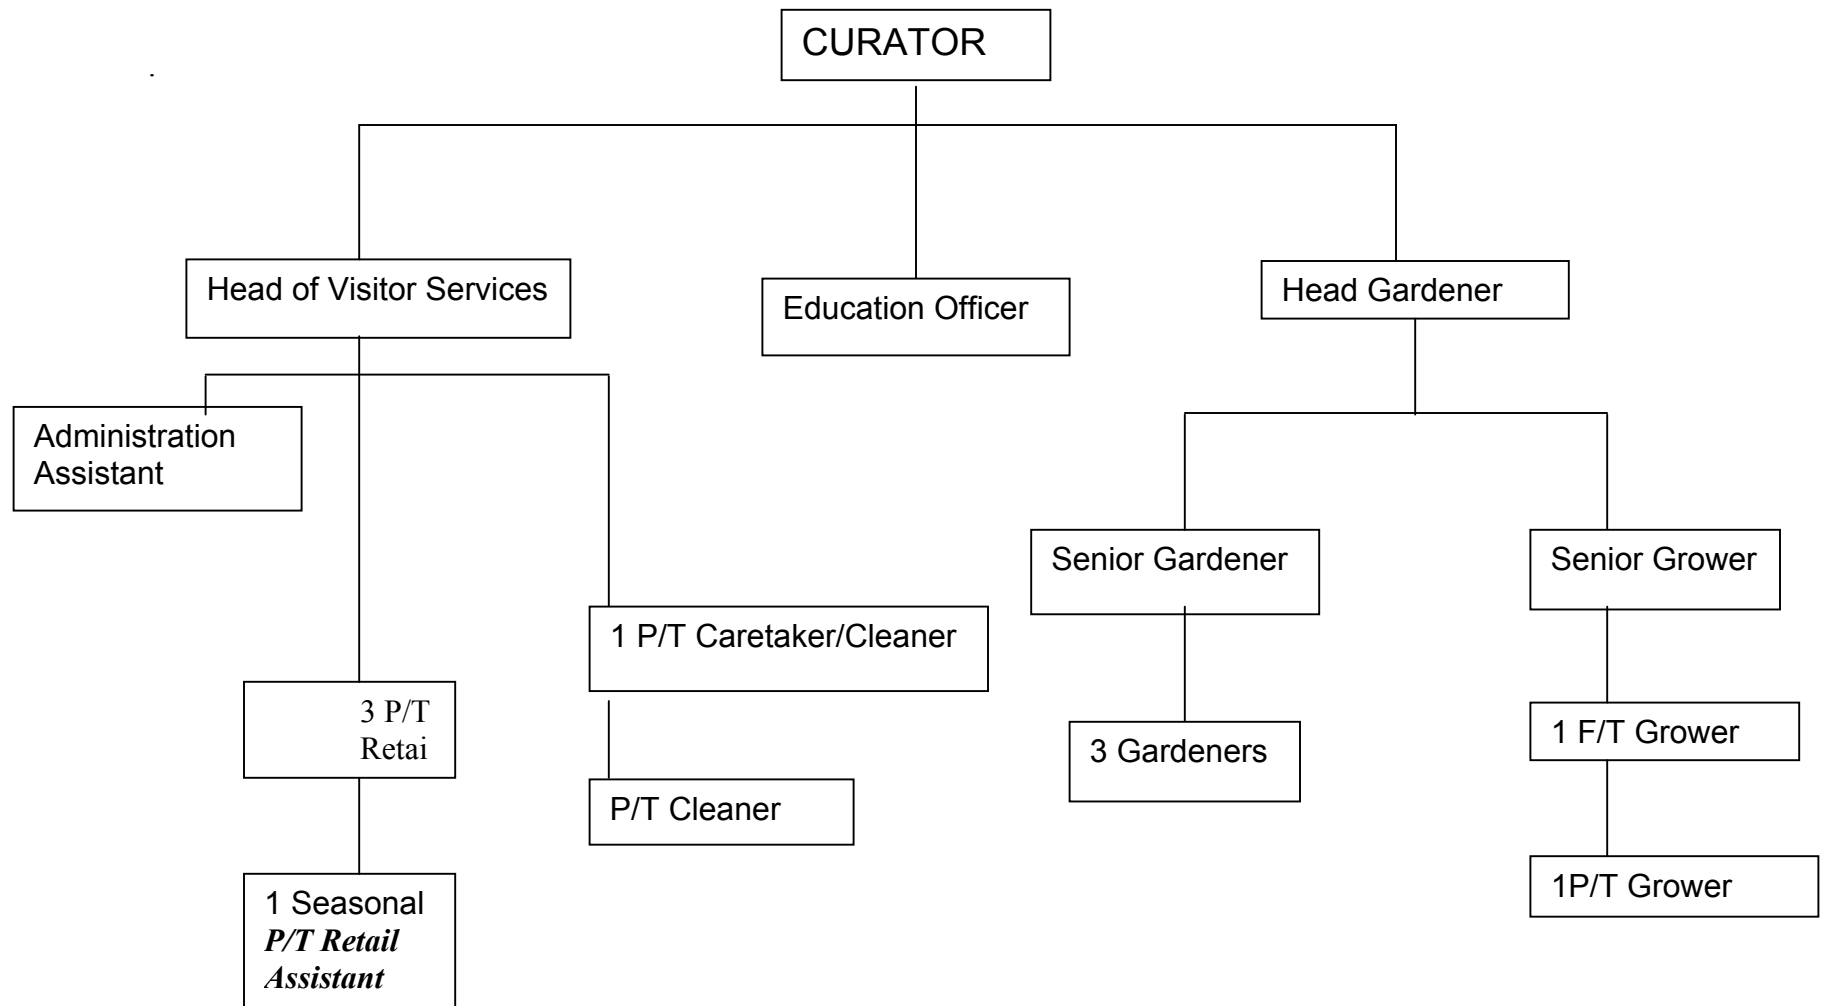 CURATOR
Head of Visitor Services
Education Officer
Head Gardener
Administration
Assistant
Senior Gardener
Senior Grower
1 P/T Caretaker/Cleaner
3 P/T
Retai
1 F/T Grower
3 Gardeners
P/T Cleaner
1P/T Grower
1 Seasonal
P/T Retail
Assistant